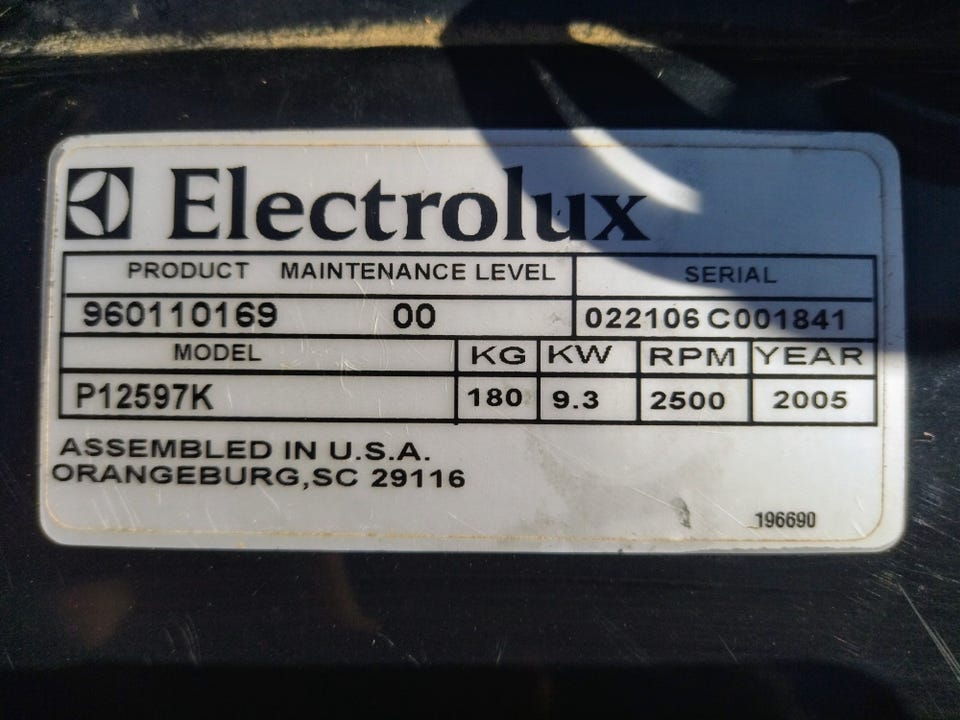 Electrolux
PRODUCT MAINTENANCE LEVEL SERIAL
960110169 00 022106 C001841
MODEL KG KW RPM YEAR
P12597K 180 9.3 2500 2005
ASSEMBLED IN U.S.A.
ORANGEBURG,SC 29116
196690